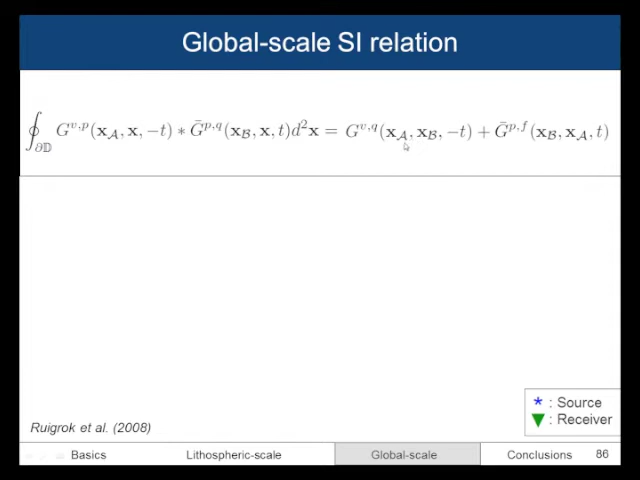 Global-scale SI relation
∮∂𝔻 G^{v,p}(x_𝒜, x, −t) ∗ Ḡ^{p,q}(x_ℬ, x, t)d²x = G^{v,q}(x_𝒜, x_ℬ, −t) + Ḡ^{p,f}(x_ℬ, x_𝒜, t)
* : Source
▼ : Receiver
Ruigrok et al. (2008)
Basics Lithospheric-scale Global-scale Conclusions 86